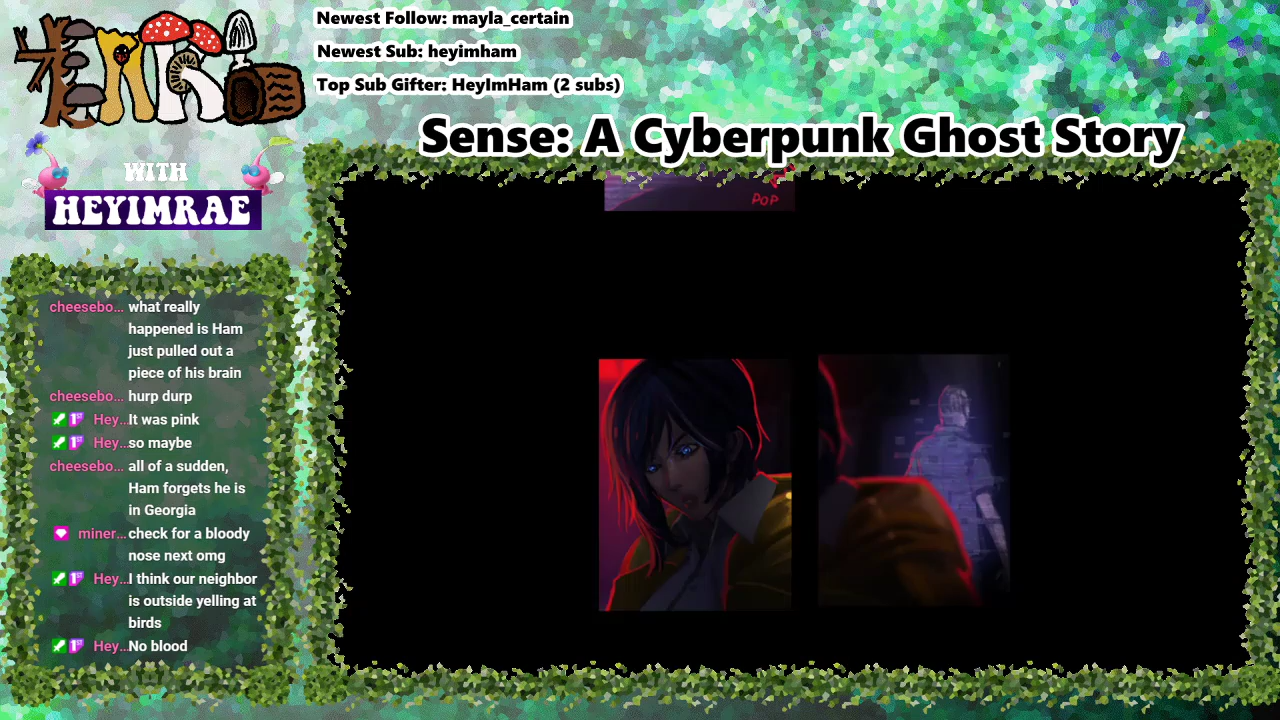 Newest Follow: mayla_certain
Newest Sub: heyimham
Top Sub Gifter: HeyImHam (2 subs)
Sense: A Cyberpunk Ghost Story
WITH
HEYIMRAE
POP
cheesebo... what really
happened is Ham
just pulled out a
piece of his brain
cheesebo... hurp durp
Hey...It was pink
Hey...so maybe
cheesebo... all of a sudden,
Ham forgets he is
in Georgia
miner...check for a bloody
nose next omg
Hey...I think our neighbor
is outside yelling at
birds
Hey...No blood